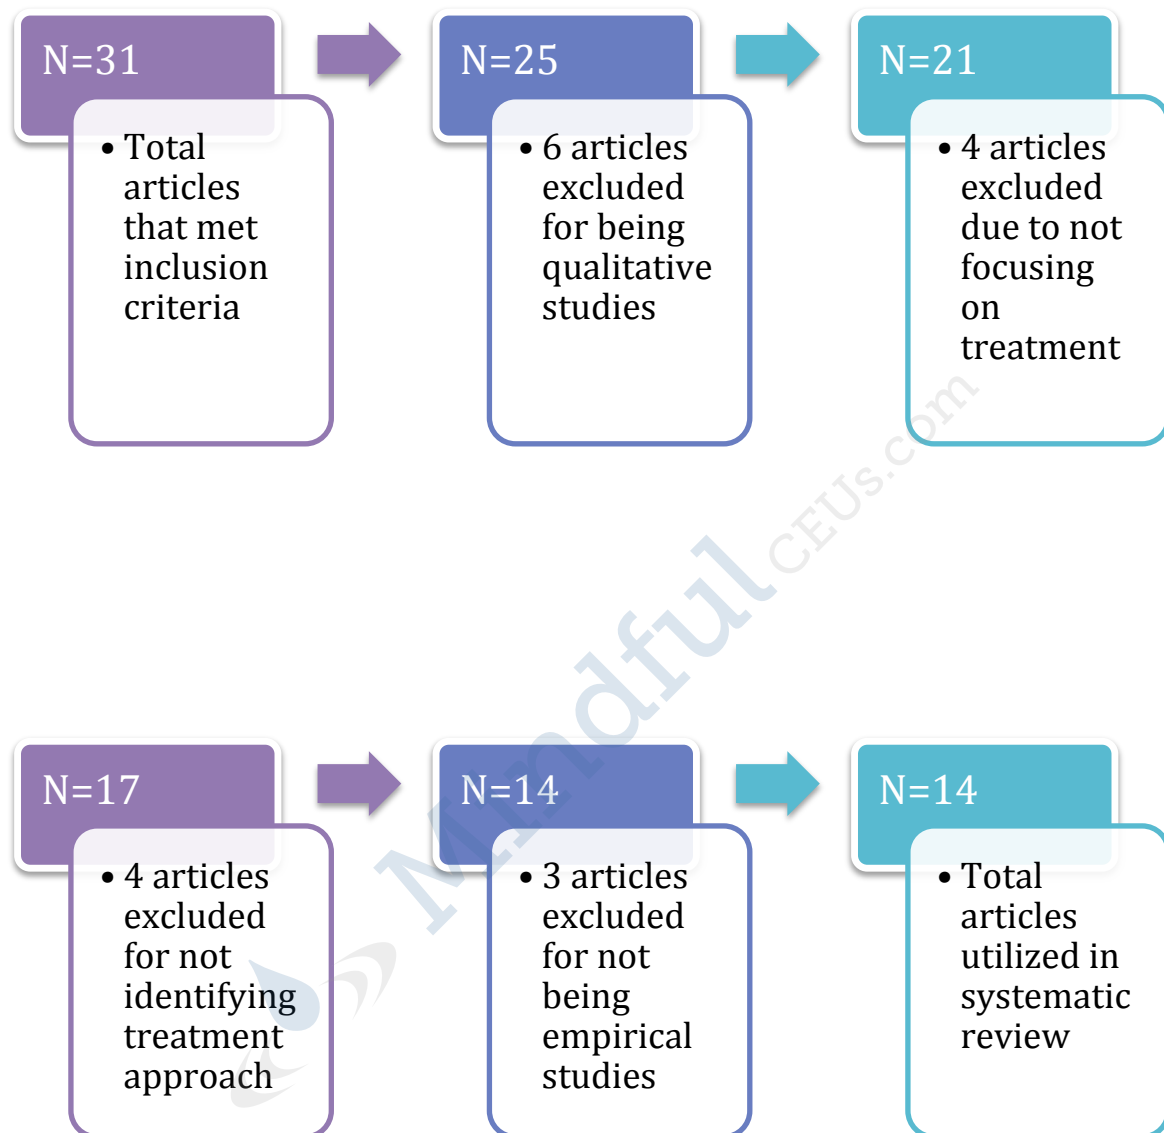 N=31
• Total
articles
that met
inclusion
criteria
N=25
• 6 articles
excluded
for being
qualitative
studies
N=21
• 4 articles
excluded
due to not
focusing
on
treatment
N=17
• 4 articles
excluded
for not
identifying
treatment
approach
N=14
• 3 articles
excluded
for not
being
empirical
studies
N=14
• Total
articles
utilized in
systematic
review
Mindful CEUs.com